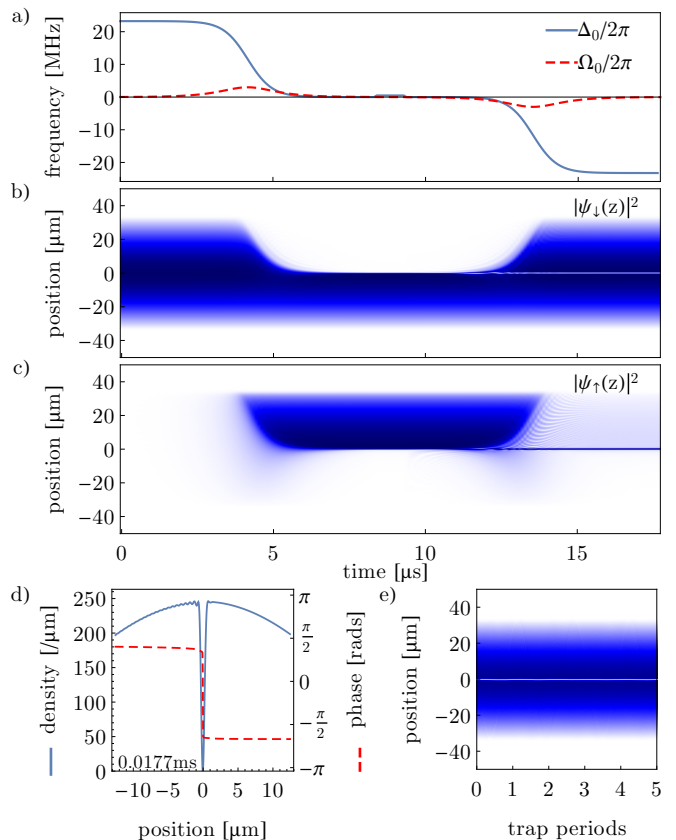 a)
frequency [MHz]
20
10
0
−10
−20
Δ₀/2π
Ω₀/2π
b)
position [μm]
40
20
0
−20
−40
|ψ↓(z)|²
c)
position [μm]
40
20
0
−20
−40
|ψ↑(z)|²
0 5 10 15
time [μs]
d)
density [/μm]
250
200
150
100
50
0
π
π/2
0
−π/2
−π
phase [rads]
0.0177ms
−10 −5 0 5 10
position [μm]
e)
position [μm]
40
20
0
−20
−40
0 1 2 3 4 5
trap periods